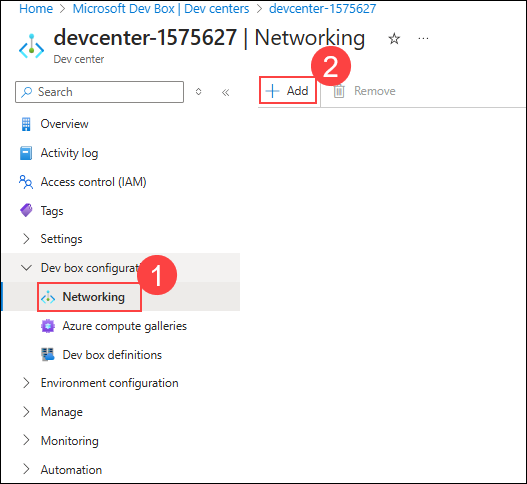 Home > Microsoft Dev Box | Dev centers > devcenter-1575627
devcenter-1575627 | Networking
Dev center
2
Search
Add
Remove
Overview
Activity log
Access control (IAM)
Tags
Settings
Dev box configurat
1
Networking
Azure compute galleries
Dev box definitions
Environment configuration
Manage
Monitoring
Automation